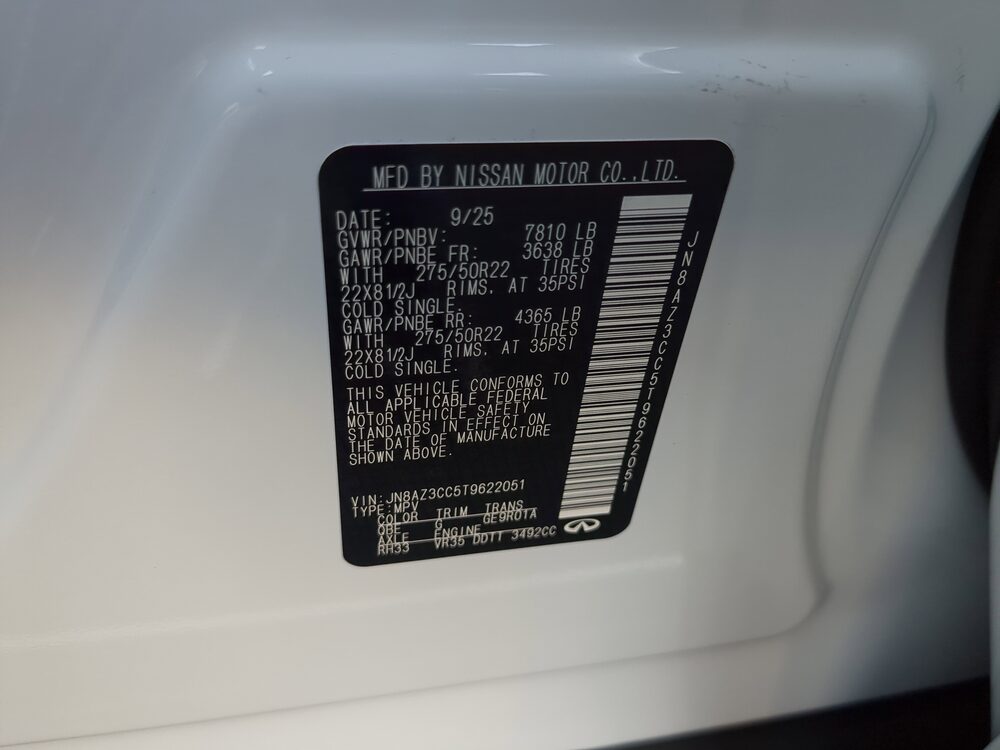 MFD BY NISSAN MOTOR CO.,LTD.
DATE: 9/25
GVWR/PNBV: 7810 LB
GAWR/PNBE FR: 3638 LB
WITH 275/50R22 TIRES
22X81/2J RIMS, AT 35PSI
COLD SINGLE.
GAWR/PNBE RR: 4365 LB
WITH 275/50R22 TIRES
22X81/2J RIMS, AT 35PSI
COLD SINGLE.
THIS VEHICLE CONFORMS TO
ALL APPLICABLE FEDERAL
MOTOR VEHICLE SAFETY
STANDARDS IN EFFECT ON
THE DATE OF MANUFACTURE
SHOWN ABOVE.
VIN:JN8AZ3CC5T9622051
TYPE:MPV
COLOR TRIM TRANS
QBE G GE9R01A
AXLE ENGINE
RH33 VR35 DDTT 3492CC
JN8AZ3CC5T9622051